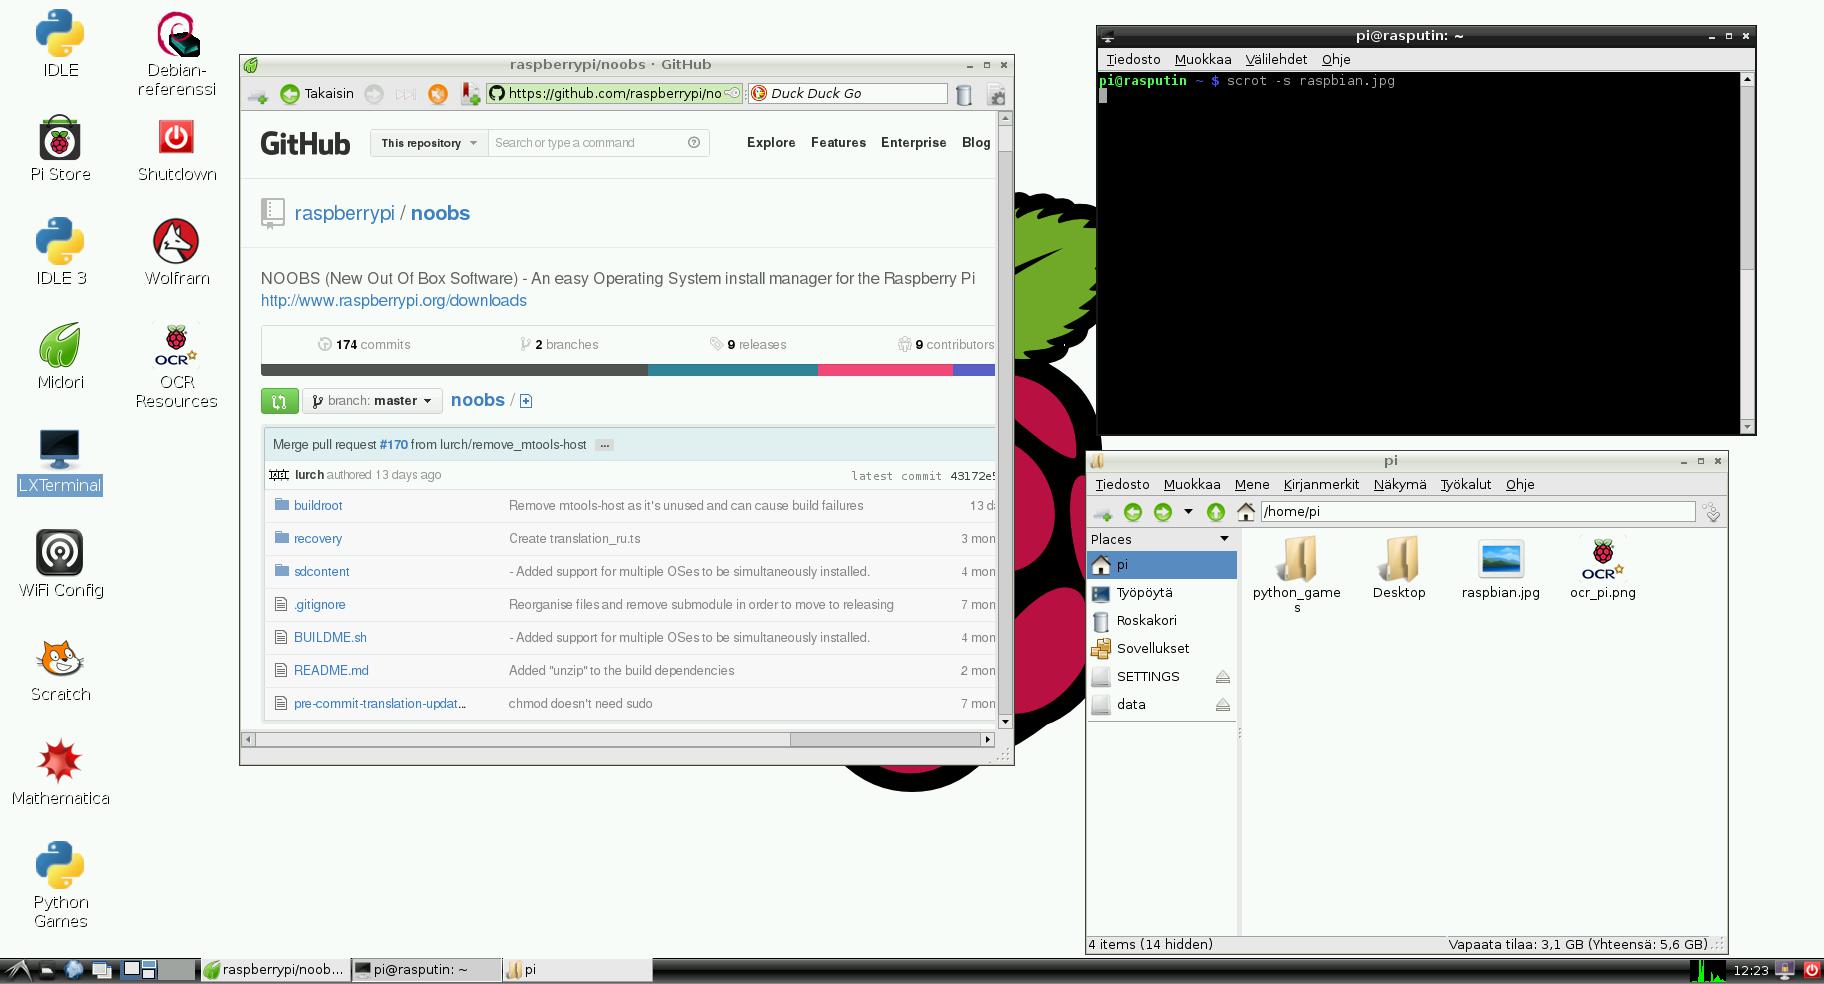 IDLE
Debian-
referenssi
Pi Store
Shutdown
IDLE 3
Wolfram
Midori
OCR
OCR
Resources
LXTerminal
WiFi Config
Scratch
Mathematica
Python
Games
raspberrypi/noobs · GitHub
Takaisin
https://github.com/raspberrypi/no
Duck Duck Go
GitHub
This repository
Search or type a command
Explore Features Enterprise Blog
raspberrypi / noobs
NOOBS (New Out Of Box Software) - An easy Operating System install manager for the Raspberry Pi
http://www.raspberrypi.org/downloads
174 commits 2 branches 9 releases 9 contributors
branch: master noobs /
Merge pull request #170 from lurch/remove_mtools-host ...
lurch authored 13 days ago latest commit 43172e5
buildroot Remove mtools-host as it's unused and can cause build failures 13 d
recovery Create translation_ru.ts 3 mon
sdcontent - Added support for multiple OSes to be simultaneously installed. 4 mon
.gitignore Reorganise files and remove submodule in order to move to releasing 7 mon
BUILDME.sh - Added support for multiple OSes to be simultaneously installed. 4 mon
README.md Added "unzip" to the build dependencies 2 mon
pre-commit-translation-updat... chmod doesn't need sudo 7 mon
pi@rasputin: ~
Tiedosto Muokkaa Välilehdet Ohje
pi@rasputin ~ $ scrot -s raspbian.jpg
pi
Tiedosto Muokkaa Mene Kirjanmerkit Näkymä Työkalut Ohje
/home/pi
Places
pi
Työpöytä
Roskakori
Sovellukset
SETTINGS
data
OCR
python_game
s
Desktop
raspbian.jpg
ocr_pi.png
4 items (14 hidden) Vapaata tilaa: 3,1 GB (Yhteensä: 5,6 GB)
raspberrypi/noob... pi@rasputin: ~ pi 12:23